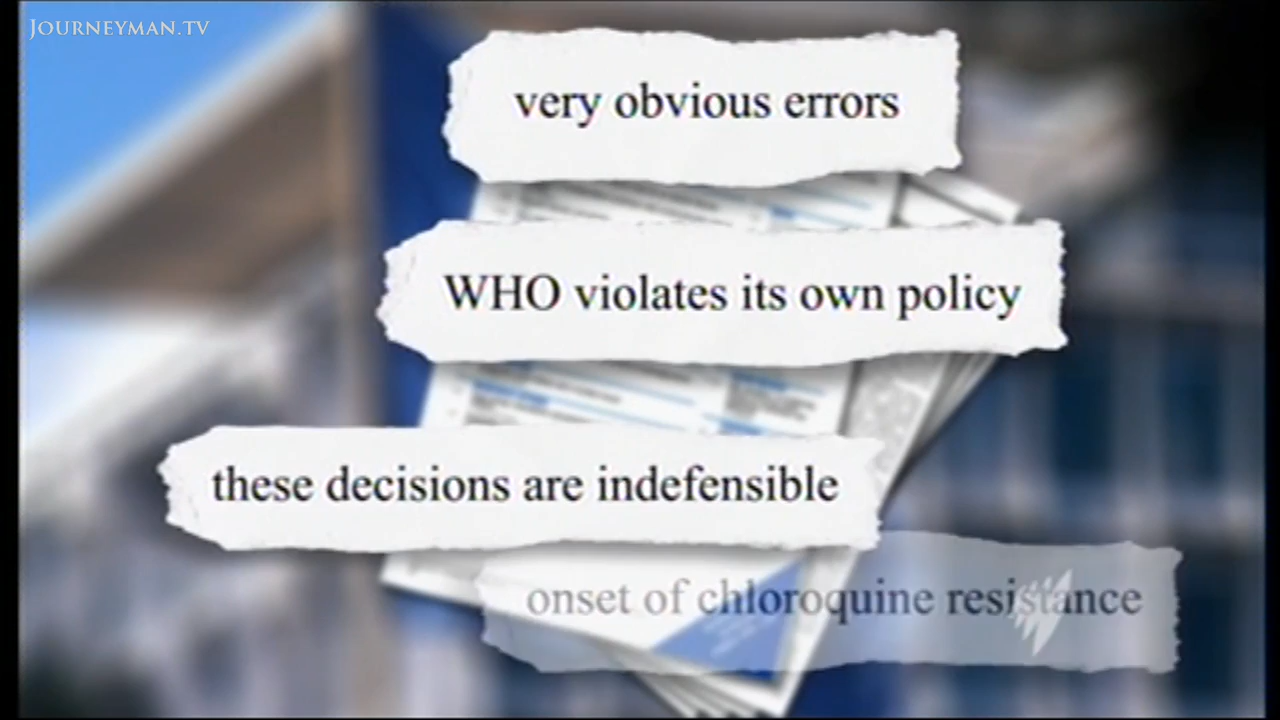 JOURNEYMAN.TV
very obvious errors
WHO violates its own policy
these decisions are indefensible
onset of chloroquine resistance